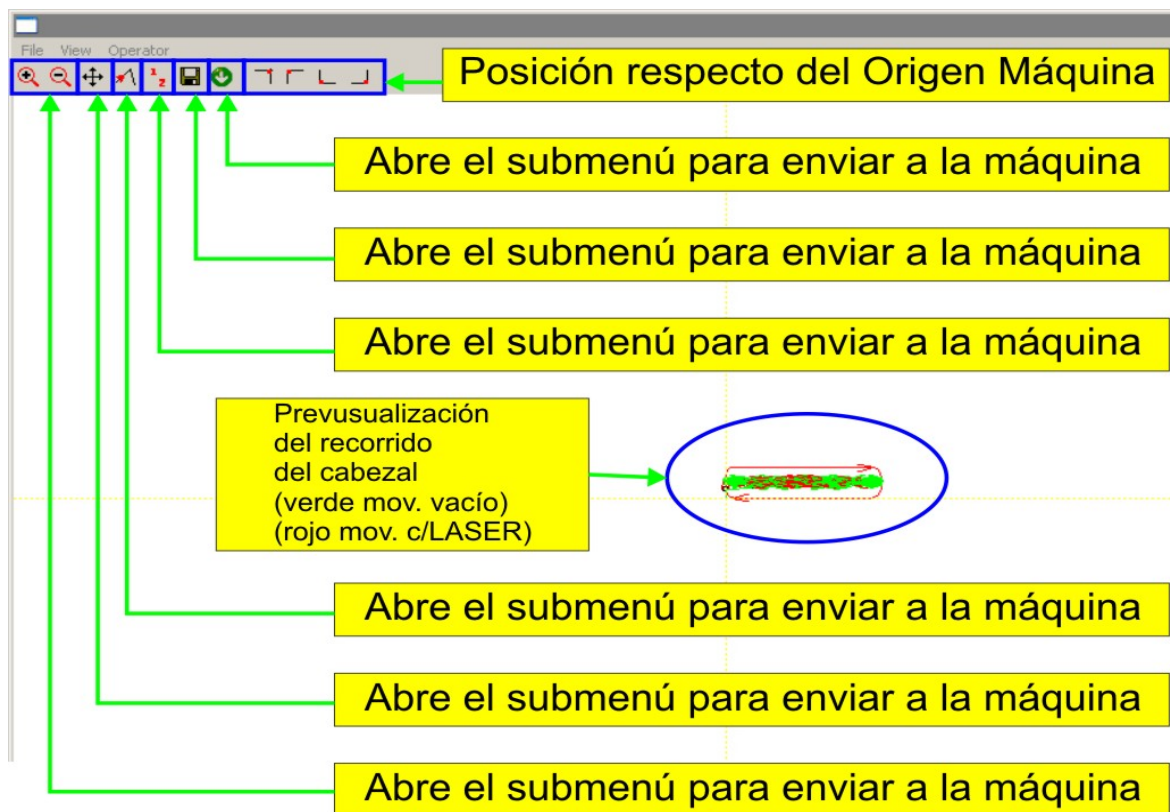 File View Operator
1 2
Posición respecto del Origen Máquina
Abre el submenú para enviar a la máquina
Abre el submenú para enviar a la máquina
Abre el submenú para enviar a la máquina
Prevusualización
del recorrido
del cabezal
(verde mov. vacío)
(rojo mov. c/LASER)
Abre el submenú para enviar a la máquina
Abre el submenú para enviar a la máquina
Abre el submenú para enviar a la máquina